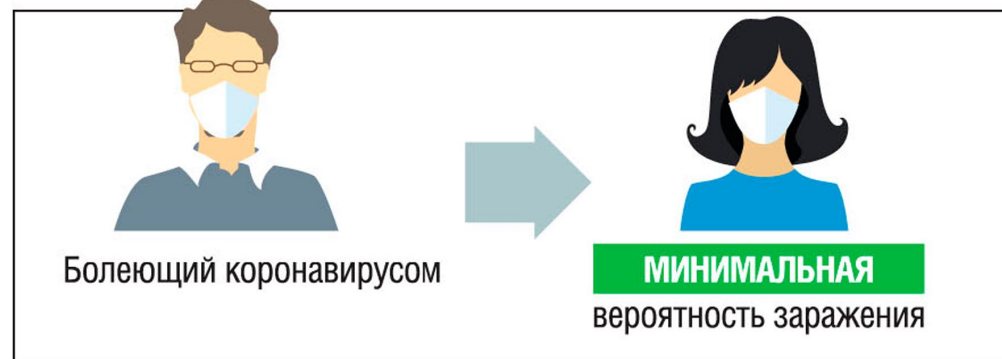 Болеющий коронавирусом
МИНИМАЛЬНАЯ
вероятность заражения